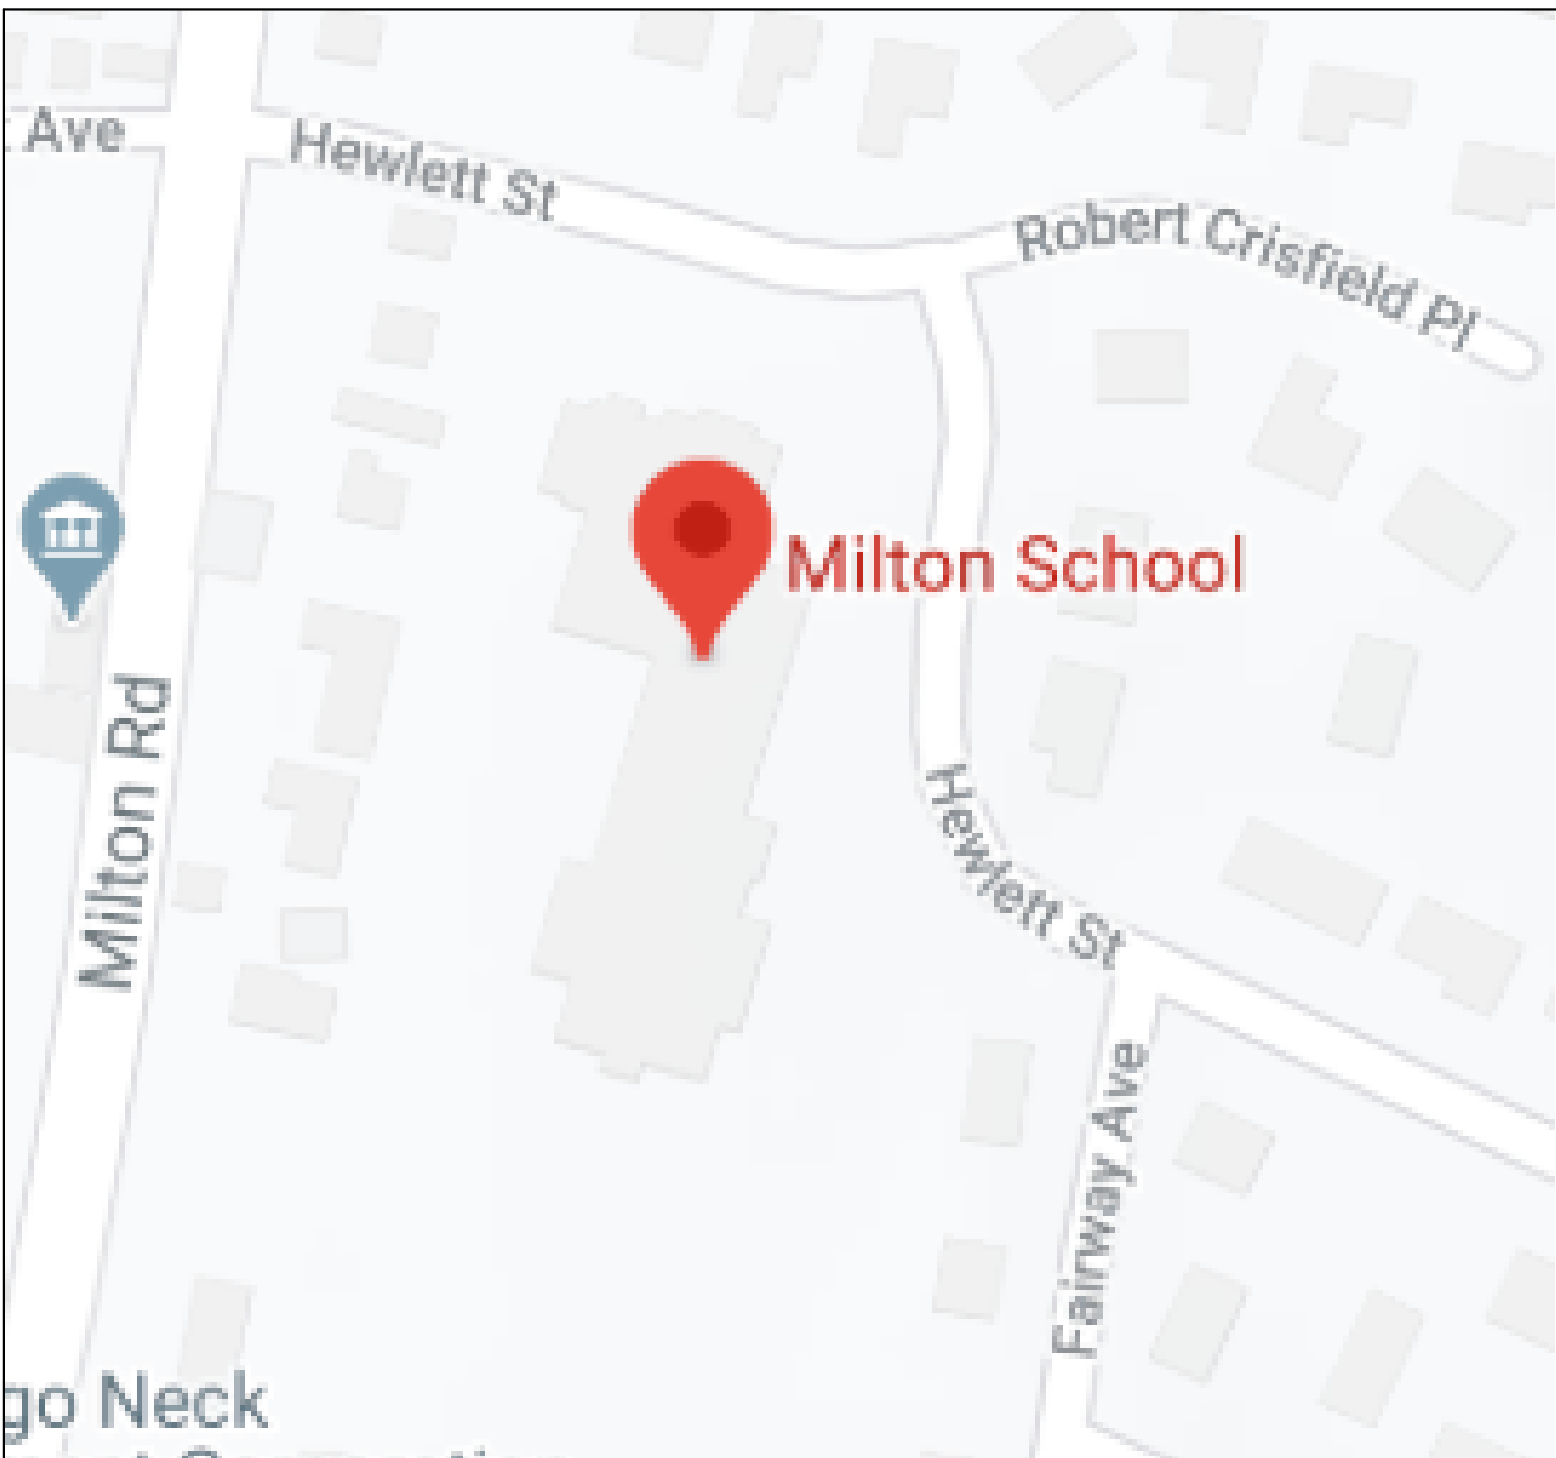 Ave
Hewlett St
Robert Crisfield Pl
Milton School
Milton Rd
Hewlett St
Fairway Ave
go Neck